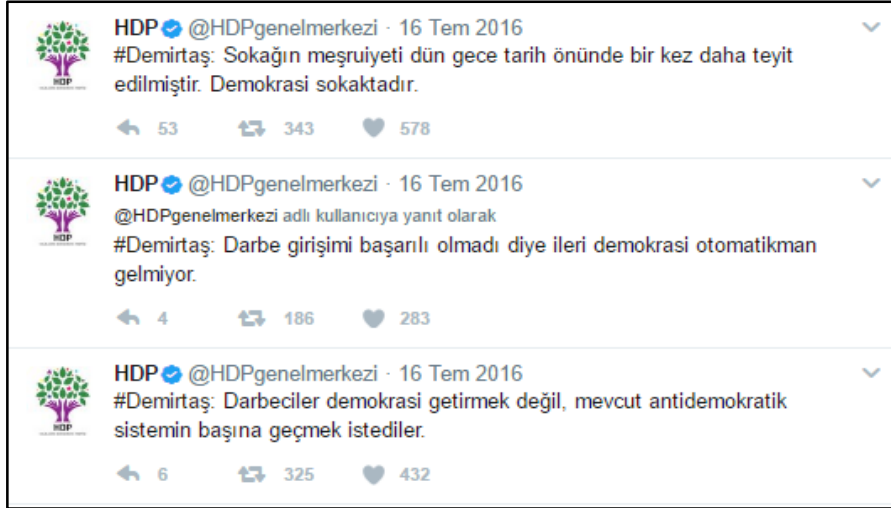 HDP @HDPgenelmerkezi · 16 Tem 2016
#Demirtaş: Sokağın meşruiyeti dün gece tarih önünde bir kez daha teyit
edilmiştir. Demokrasi sokaktadır.
53 343 578
HDP
HDP @HDPgenelmerkezi · 16 Tem 2016
@HDPgenelmerkezi adlı kullanıcıya yanıt olarak
#Demirtaş: Darbe girişimi başarılı olmadı diye ileri demokrasi otomatikman
gelmiyor.
4 186 283
HDP
HDP @HDPgenelmerkezi · 16 Tem 2016
#Demirtaş: Darbeciler demokrasi getirmek değil, mevcut antidemokratik
sistemin başına geçmek istediler.
6 325 432
HDP